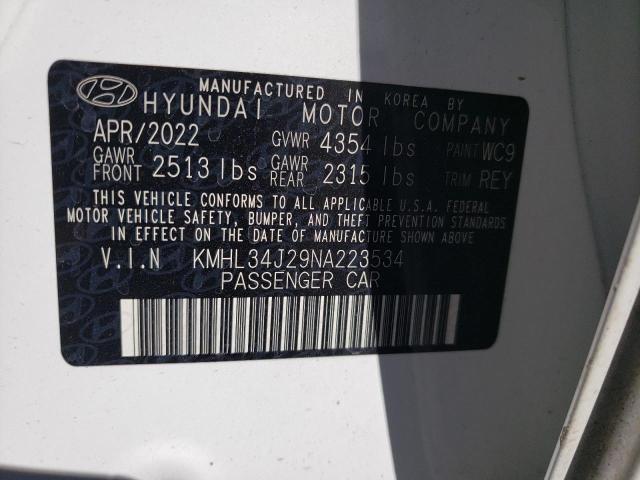 MANUFACTURED IN KOREA BY
HYUNDAI MOTOR COMPANY
APR/2022 GVWR 4354 lbs PAINT WC9
GAWR FRONT 2513 lbs GAWR REAR 2315 lbs TRIM REY
THIS VEHICLE CONFORMS TO ALL APPLICABLE U.S.A. FEDERAL
MOTOR VEHICLE SAFETY, BUMPER, AND THEFT PREVENTION STANDARDS
IN EFFECT ON THE DATE OF MANUFACTURE SHOWN ABOVE
V.I.N KMHL34J29NA223534
PASSENGER CAR